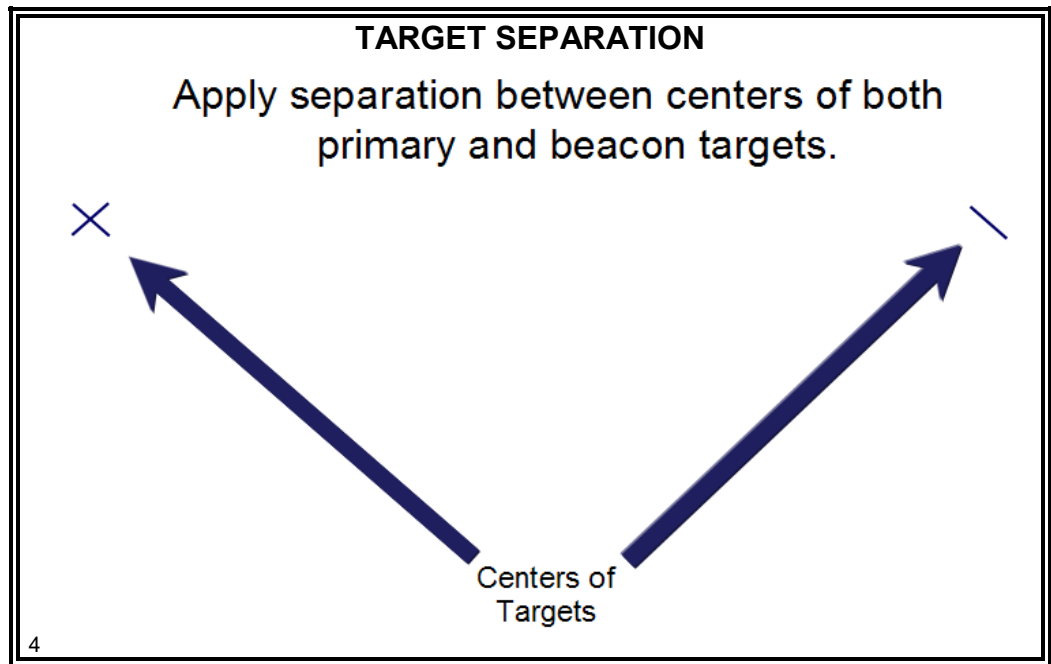 TARGET SEPARATION
Apply separation between centers of both
primary and beacon targets.
Centers of
Targets
4